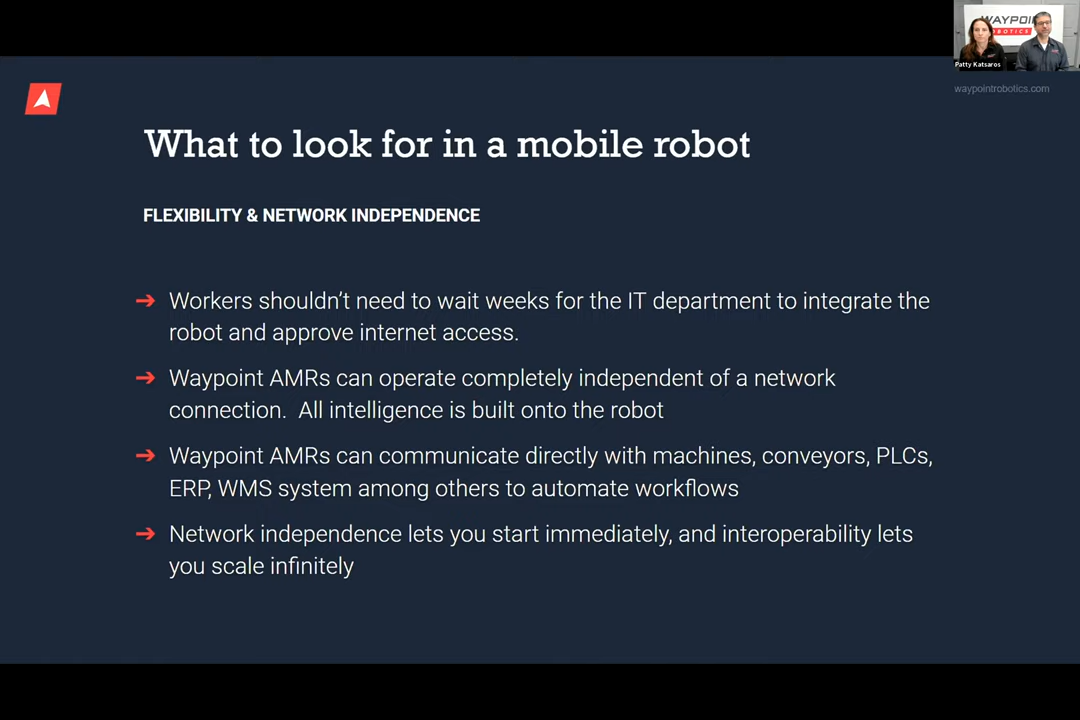 WAYPOI
ROBOTICS
Patty Katsaros
waypointrobotics.com
What to look for in a mobile robot
FLEXIBILITY & NETWORK INDEPENDENCE
➔ Workers shouldn’t need to wait weeks for the IT department to integrate the
robot and approve internet access.
➔ Waypoint AMRs can operate completely independent of a network
connection.  All intelligence is built onto the robot
➔ Waypoint AMRs can communicate directly with machines, conveyors, PLCs,
ERP, WMS system among others to automate workflows
➔ Network independence lets you start immediately, and interoperability lets
you scale infinitely